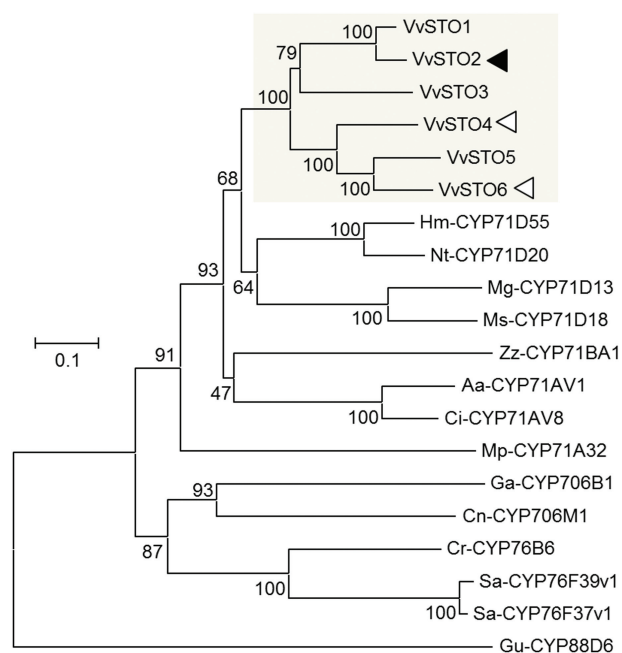 100
VvSTO1
79
VvSTO2
100
VvSTO3
VvSTO4
100
VvSTO5
68
100
VvSTO6
100
Hm-CYP71D55
Nt-CYP71D20
93
64
Mg-CYP71D13
100
Ms-CYP71D18
0.1
91
Zz-CYP71BA1
47
Aa-CYP71AV1
100
Ci-CYP71AV8
Mp-CYP71A32
93
Ga-CYP706B1
Cn-CYP706M1
87
Cr-CYP76B6
100
Sa-CYP76F39v1
100
Sa-CYP76F37v1
Gu-CYP88D6